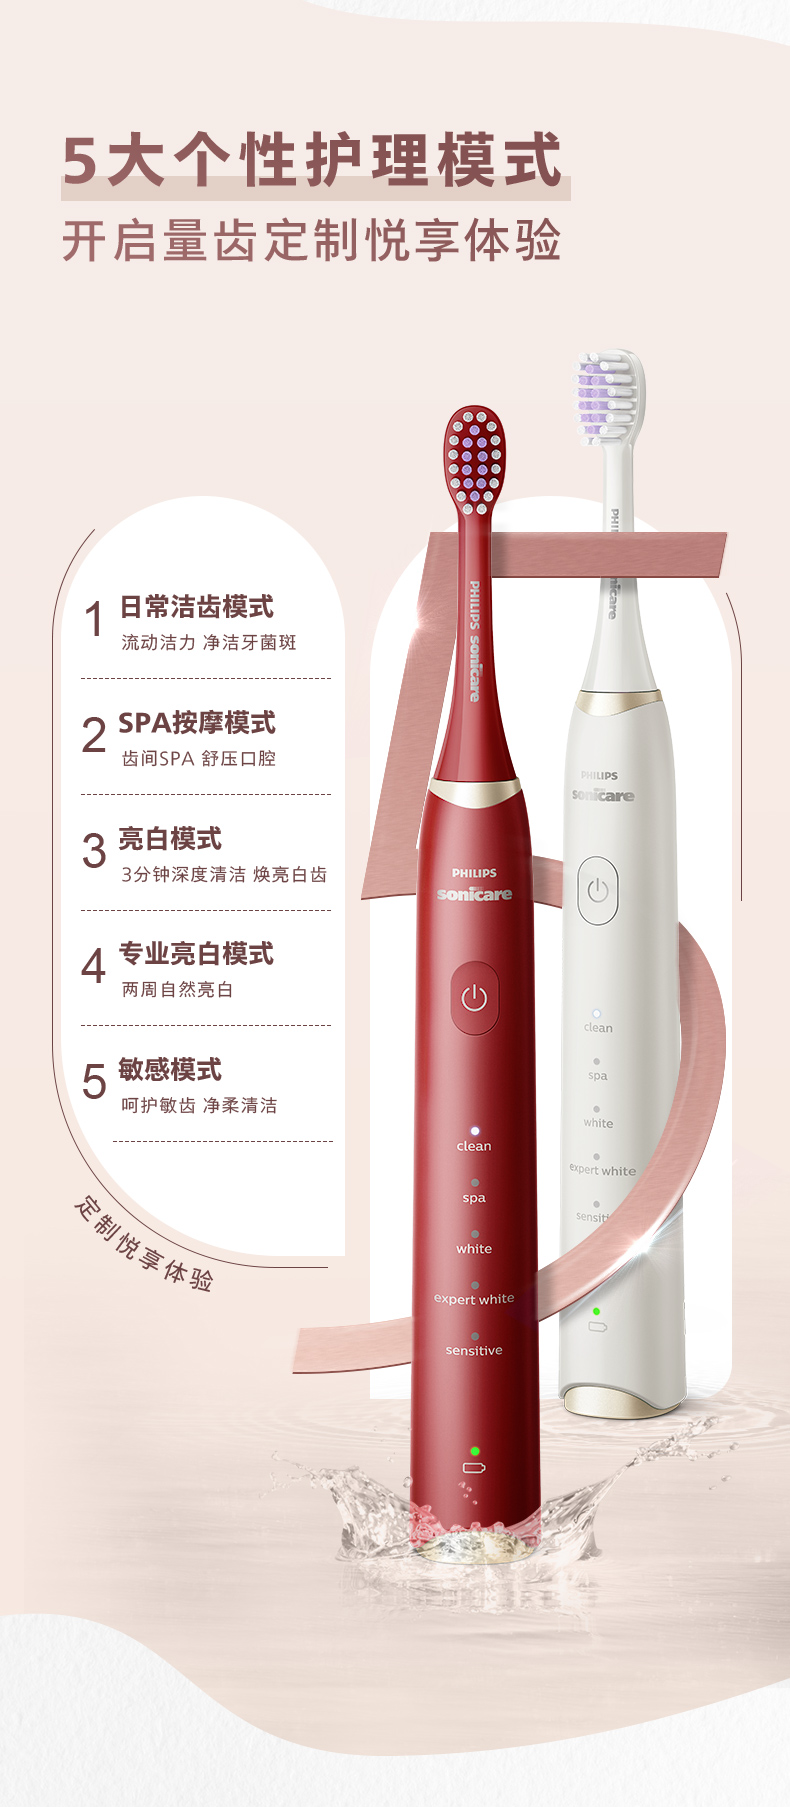 5大个性护理模式
开启量齿定制悦享体验
1 日常洁齿模式
流动洁力 净洁牙菌斑
2 SPA按摩模式
齿间SPA 舒压口腔
3 亮白模式
3分钟深度清洁 焕亮白齿
4 专业亮白模式
两周自然亮白
5 敏感模式
呵护敏齿 净柔清洁
定制悦享体验
PHILIPS sonicare
PHILIPS
sonicare
clean
spa
white
expert white
sensitive
PHILIPS
sonicare
clean
spa
white
expert white